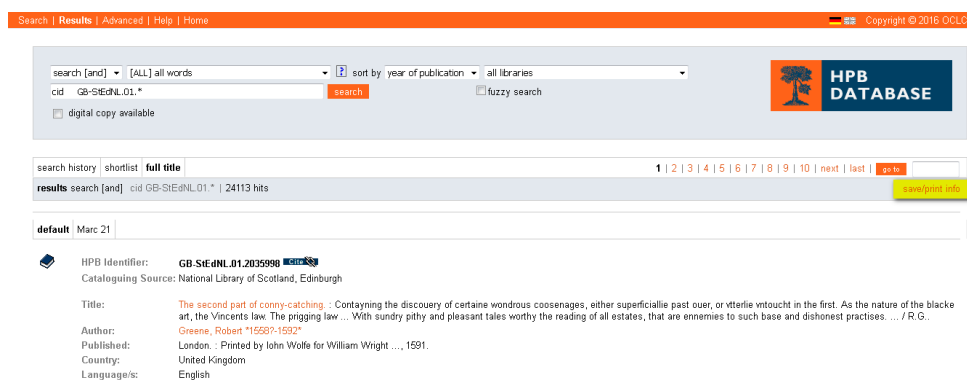 Search | Results | Advanced | Help | Home Copyright © 2016 OCLC
search [and] [ALL] all words ? sort by year of publication all libraries
cid GB-StEdNL.01.* search fuzzy search
digital copy available
HPB
DATABASE
search history shortlist full title 1 | 2 | 3 | 4 | 5 | 6 | 7 | 8 | 9 | 10 | next | last | go to
results search [and] cid GB-StEdNL.01.* | 24113 hits save/print info
default Marc 21
HPB Identifier: GB-StEdNL.01.2035998 Cite
Cataloguing Source: National Library of Scotland, Edinburgh
Title: The second part of conny-catching. : Contayning the discouery of certaine wondrous coosenages, either superficiallie past ouer, or vtterlie vntoucht in the first. As the nature of the blacke
art, the Vincents law. The prigging law ... With sundry pithy and pleasant tales worthy the reading of all estates, that are ennemies to such base and dishonest practises. ... / R.G..
Author: Greene, Robert *1558?-1592*
Published: London. : Printed by Iohn Wolfe for William Wright ..., 1591.
Country: United Kingdom
Language/s: English